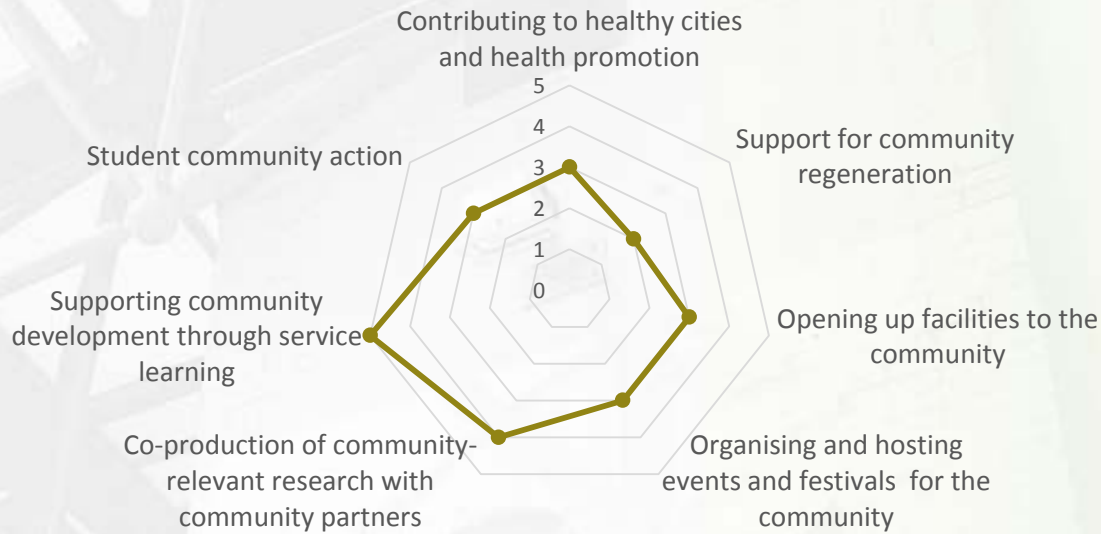 Contributing to healthy cities
and health promotion
5
4
3
2
1
0
Support for community
regeneration
Opening up facilities to the
community
Organising and hosting
events and festivals  for the
community
Co-production of community-
relevant research with
community partners
Supporting community
development through service
learning
Student community action